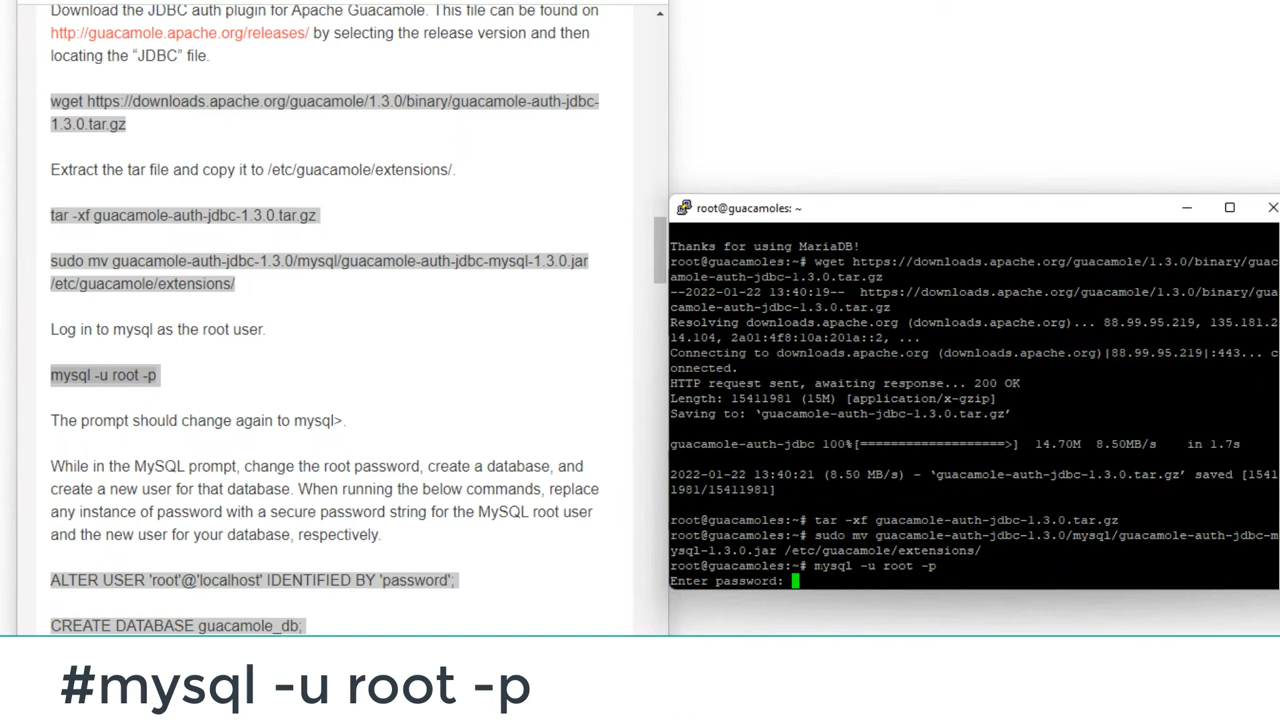 Download the JDBC auth plugin for Apache Guacamole. This file can be found on
http://guacamole.apache.org/releases/ by selecting the release version and then
locating the “JDBC” file.
wget https://downloads.apache.org/guacamole/1.3.0/binary/guacamole-auth-jdbc-
1.3.0.tar.gz
Extract the tar file and copy it to /etc/guacamole/extensions/.
tar -xf guacamole-auth-jdbc-1.3.0.tar.gz
sudo mv guacamole-auth-jdbc-1.3.0/mysql/guacamole-auth-jdbc-mysql-1.3.0.jar
/etc/guacamole/extensions/
Log in to mysql as the root user.
mysql -u root -p
The prompt should change again to mysql>.
While in the MySQL prompt, change the root password, create a database, and
create a new user for that database. When running the below commands, replace
any instance of password with a secure password string for the MySQL root user
and the new user for your database, respectively.
ALTER USER 'root'@'localhost' IDENTIFIED BY 'password';
CREATE DATABASE guacamole_db;
root@guacamoles: ~
Thanks for using MariaDB!
root@guacamoles:~# wget https://downloads.apache.org/guacamole/1.3.0/binary/guac
amole-auth-jdbc-1.3.0.tar.gz
--2022-01-22 13:40:19-- https://downloads.apache.org/guacamole/1.3.0/binary/gua
camole-auth-jdbc-1.3.0.tar.gz
Resolving downloads.apache.org (downloads.apache.org)... 88.99.95.219, 135.181.2
14.104, 2a01:4f8:10a:201a::2, ...
Connecting to downloads.apache.org (downloads.apache.org)|88.99.95.219|:443... c
onnected.
HTTP request sent, awaiting response... 200 OK
Length: 15411981 (15M) [application/x-gzip]
Saving to: ‘guacamole-auth-jdbc-1.3.0.tar.gz’
guacamole-auth-jdbc 100%[===================>] 14.70M 8.50MB/s in 1.7s
2022-01-22 13:40:21 (8.50 MB/s) - ‘guacamole-auth-jdbc-1.3.0.tar.gz’ saved [1541
1981/15411981]
root@guacamoles:~# tar -xf guacamole-auth-jdbc-1.3.0.tar.gz
root@guacamoles:~# sudo mv guacamole-auth-jdbc-1.3.0/mysql/guacamole-auth-jdbc-m
ysql-1.3.0.jar /etc/guacamole/extensions/
root@guacamoles:~# mysql -u root -p
Enter password:
#mysql -u root -p